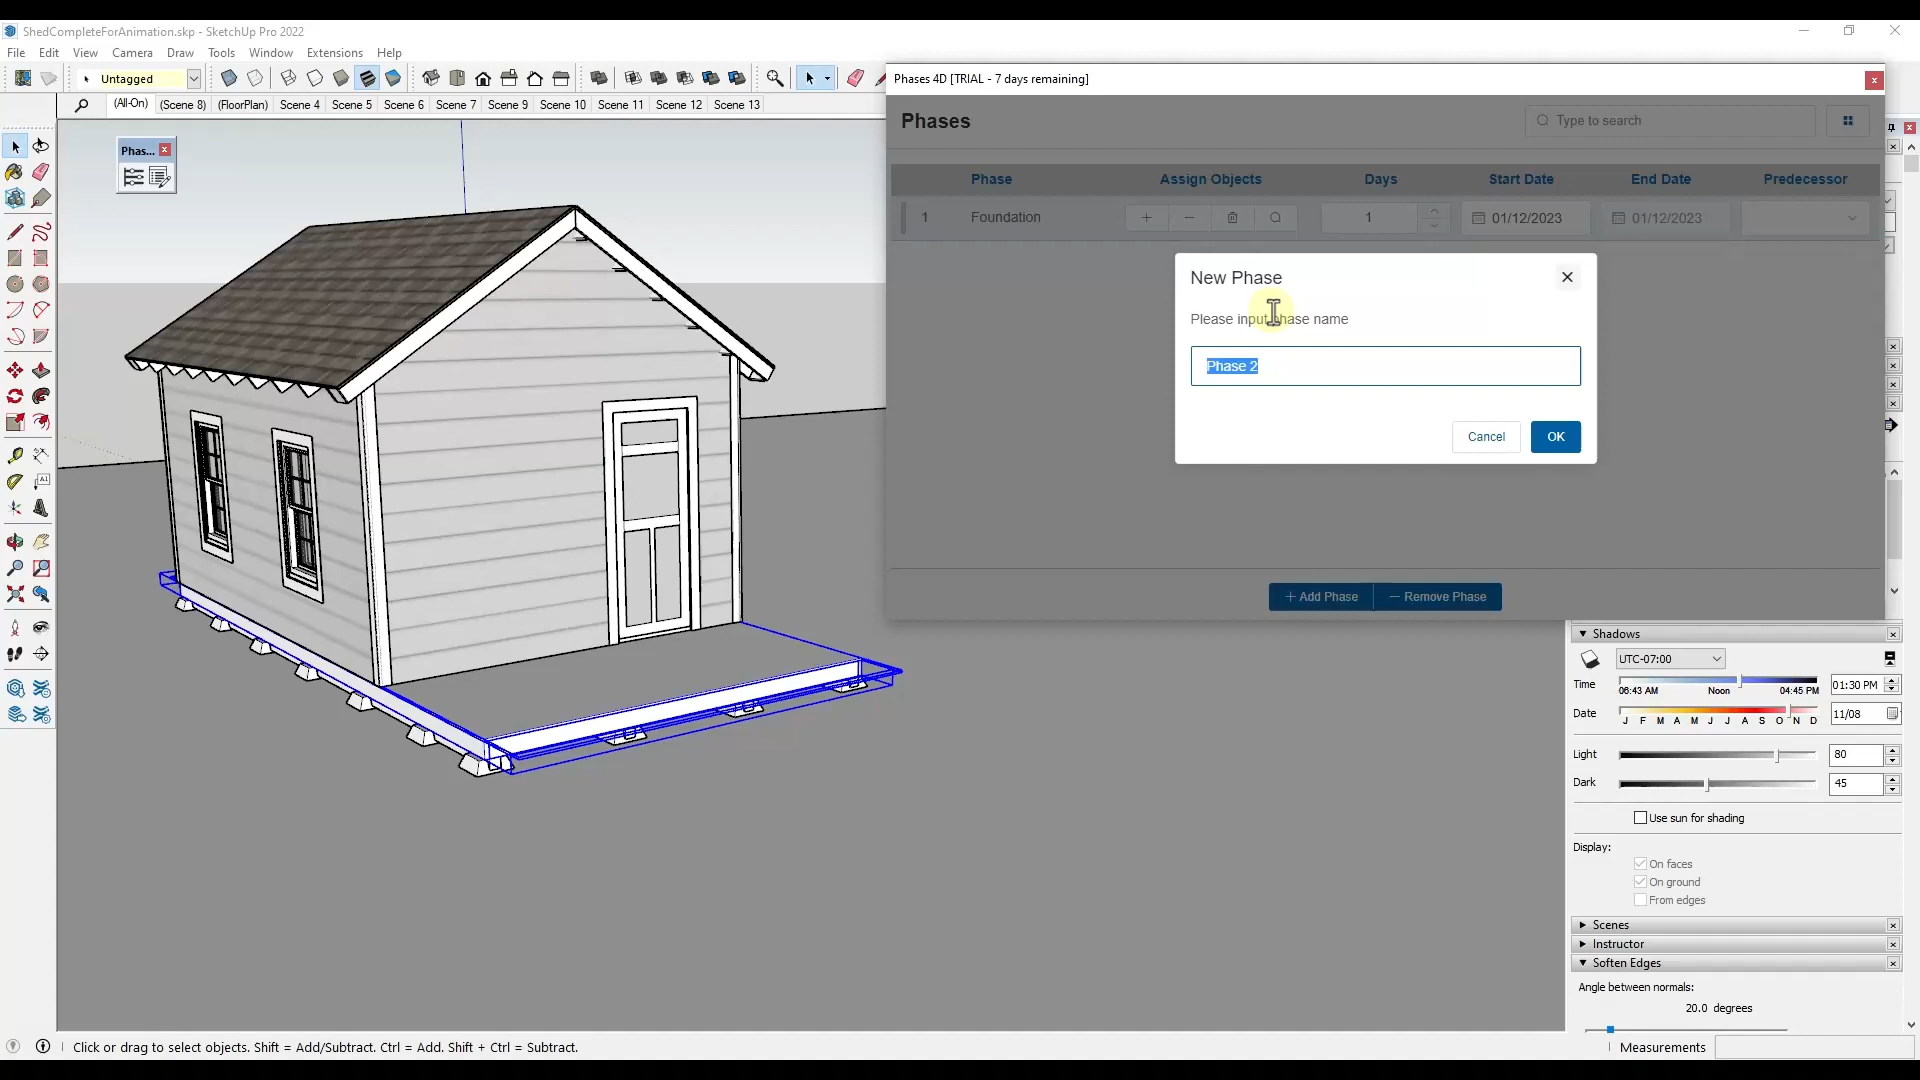 ShedCompleteForAnimation.skp - SketchUp Pro 2022
File Edit View Camera Draw Tools Window Extensions Help
Untagged
(All-On) (Scene 8) (FloorPlan) Scene 4 Scene 5 Scene 6 Scene 7 Scene 9 Scene 10 Scene 11 Scene 12 Scene 13
Phas...
Phases 4D [TRIAL - 7 days remaining]
Phases
Type to search
Phase Assign Objects Days Start Date End Date Predecessor
1 Foundation 1 01/12/2023 01/12/2023
New Phase
Please input phase name
Phase 2
Cancel OK
+ Add Phase — Remove Phase
Shadows
UTC-07:00
Time 06:43 AM Noon 04:45 PM 01:30 PM
Date J F M A M J J A S O N D 11/08
Light 80
Dark 45
Use sun for shading
Display:
On faces
On ground
From edges
Scenes
Instructor
Soften Edges
Angle between normals:
20.0 degrees
Click or drag to select objects. Shift = Add/Subtract. Ctrl = Add. Shift + Ctrl = Subtract.
Measurements